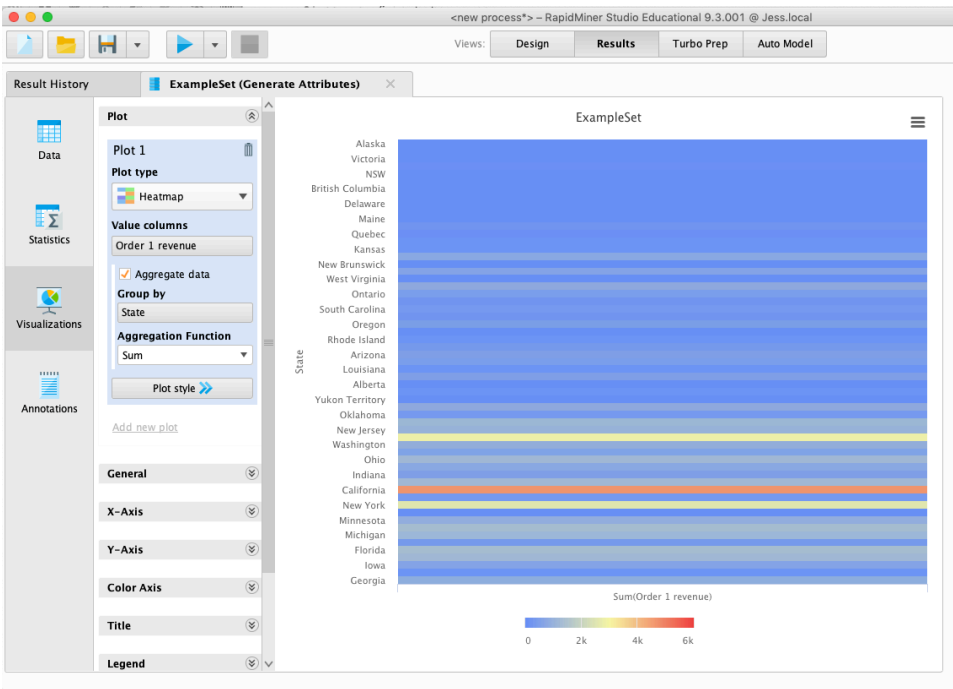 <new process*> – RapidMiner Studio Educational 9.3.001 @ Jess.local
Views: Design Results Turbo Prep Auto Model
Result History
ExampleSet (Generate Attributes)
Data
Statistics
Visualizations
Annotations
Plot
Plot 1
Plot type
Heatmap
Value columns
Order 1 revenue
Aggregate data
Group by
State
Aggregation Function
Sum
Plot style
Add new plot
General
X-Axis
Y-Axis
Color Axis
Title
Legend
ExampleSet
State
Alaska
Victoria
NSW
British Columbia
Delaware
Maine
Quebec
Kansas
New Brunswick
West Virginia
Ontario
South Carolina
Oregon
Rhode Island
Arizona
Louisiana
Alberta
Yukon Territory
Oklahoma
New Jersey
Washington
Ohio
Indiana
California
New York
Minnesota
Michigan
Florida
Iowa
Georgia
Sum(Order 1 revenue)
0 2k 4k 6k